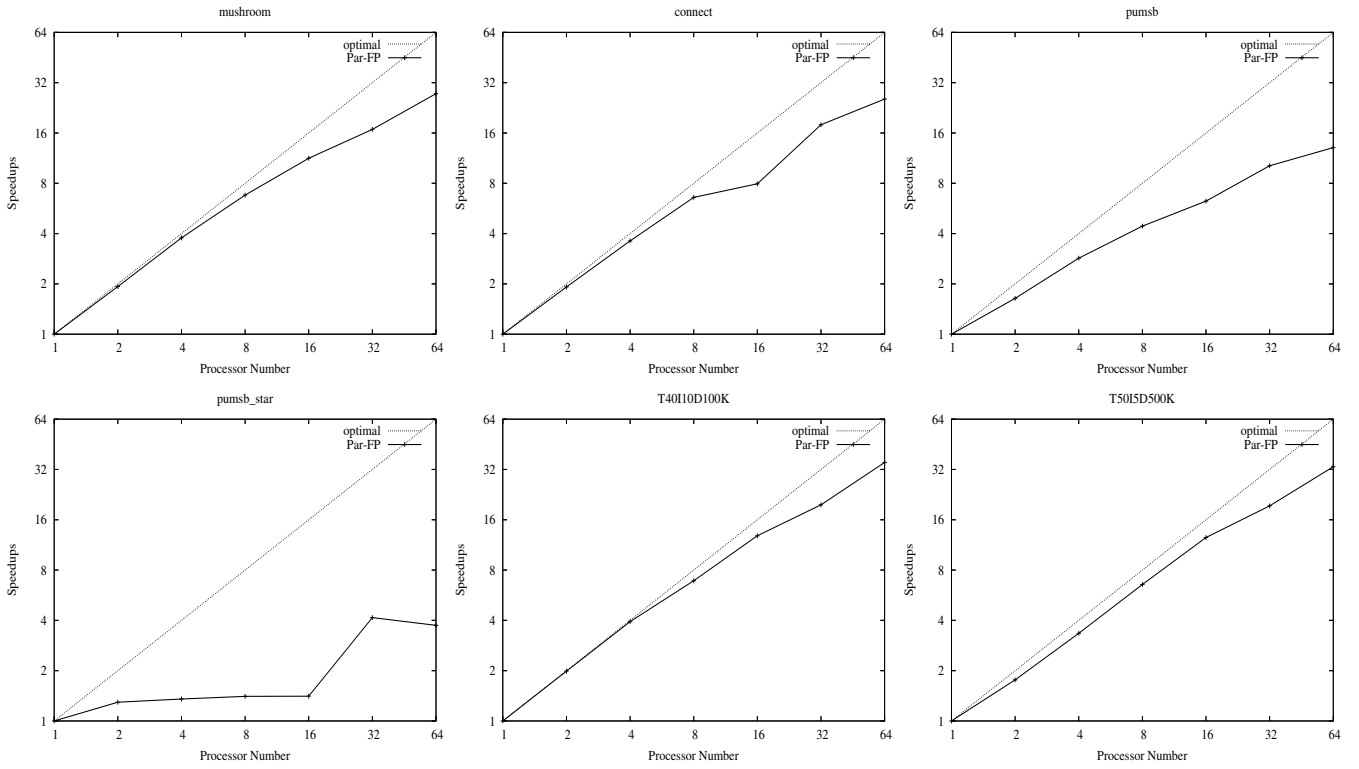 mushroom
64
32
16
8
4
2
1
Speedups
optimal
Par-FP
1 2 4 8 16 32 64
Processor Number
connect
64
32
16
8
4
2
1
Speedups
optimal
Par-FP
1 2 4 8 16 32 64
Processor Number
pumsb
64
32
16
8
4
2
1
Speedups
optimal
Par-FP
1 2 4 8 16 32 64
Processor Number
pumsb_star
64
32
16
8
4
2
1
Speedups
optimal
Par-FP
1 2 4 8 16 32 64
Processor Number
T40I10D100K
64
32
16
8
4
2
1
Speedups
optimal
Par-FP
1 2 4 8 16 32 64
Processor Number
T50I5D500K
64
32
16
8
4
2
1
Speedups
optimal
Par-FP
1 2 4 8 16 32 64
Processor Number